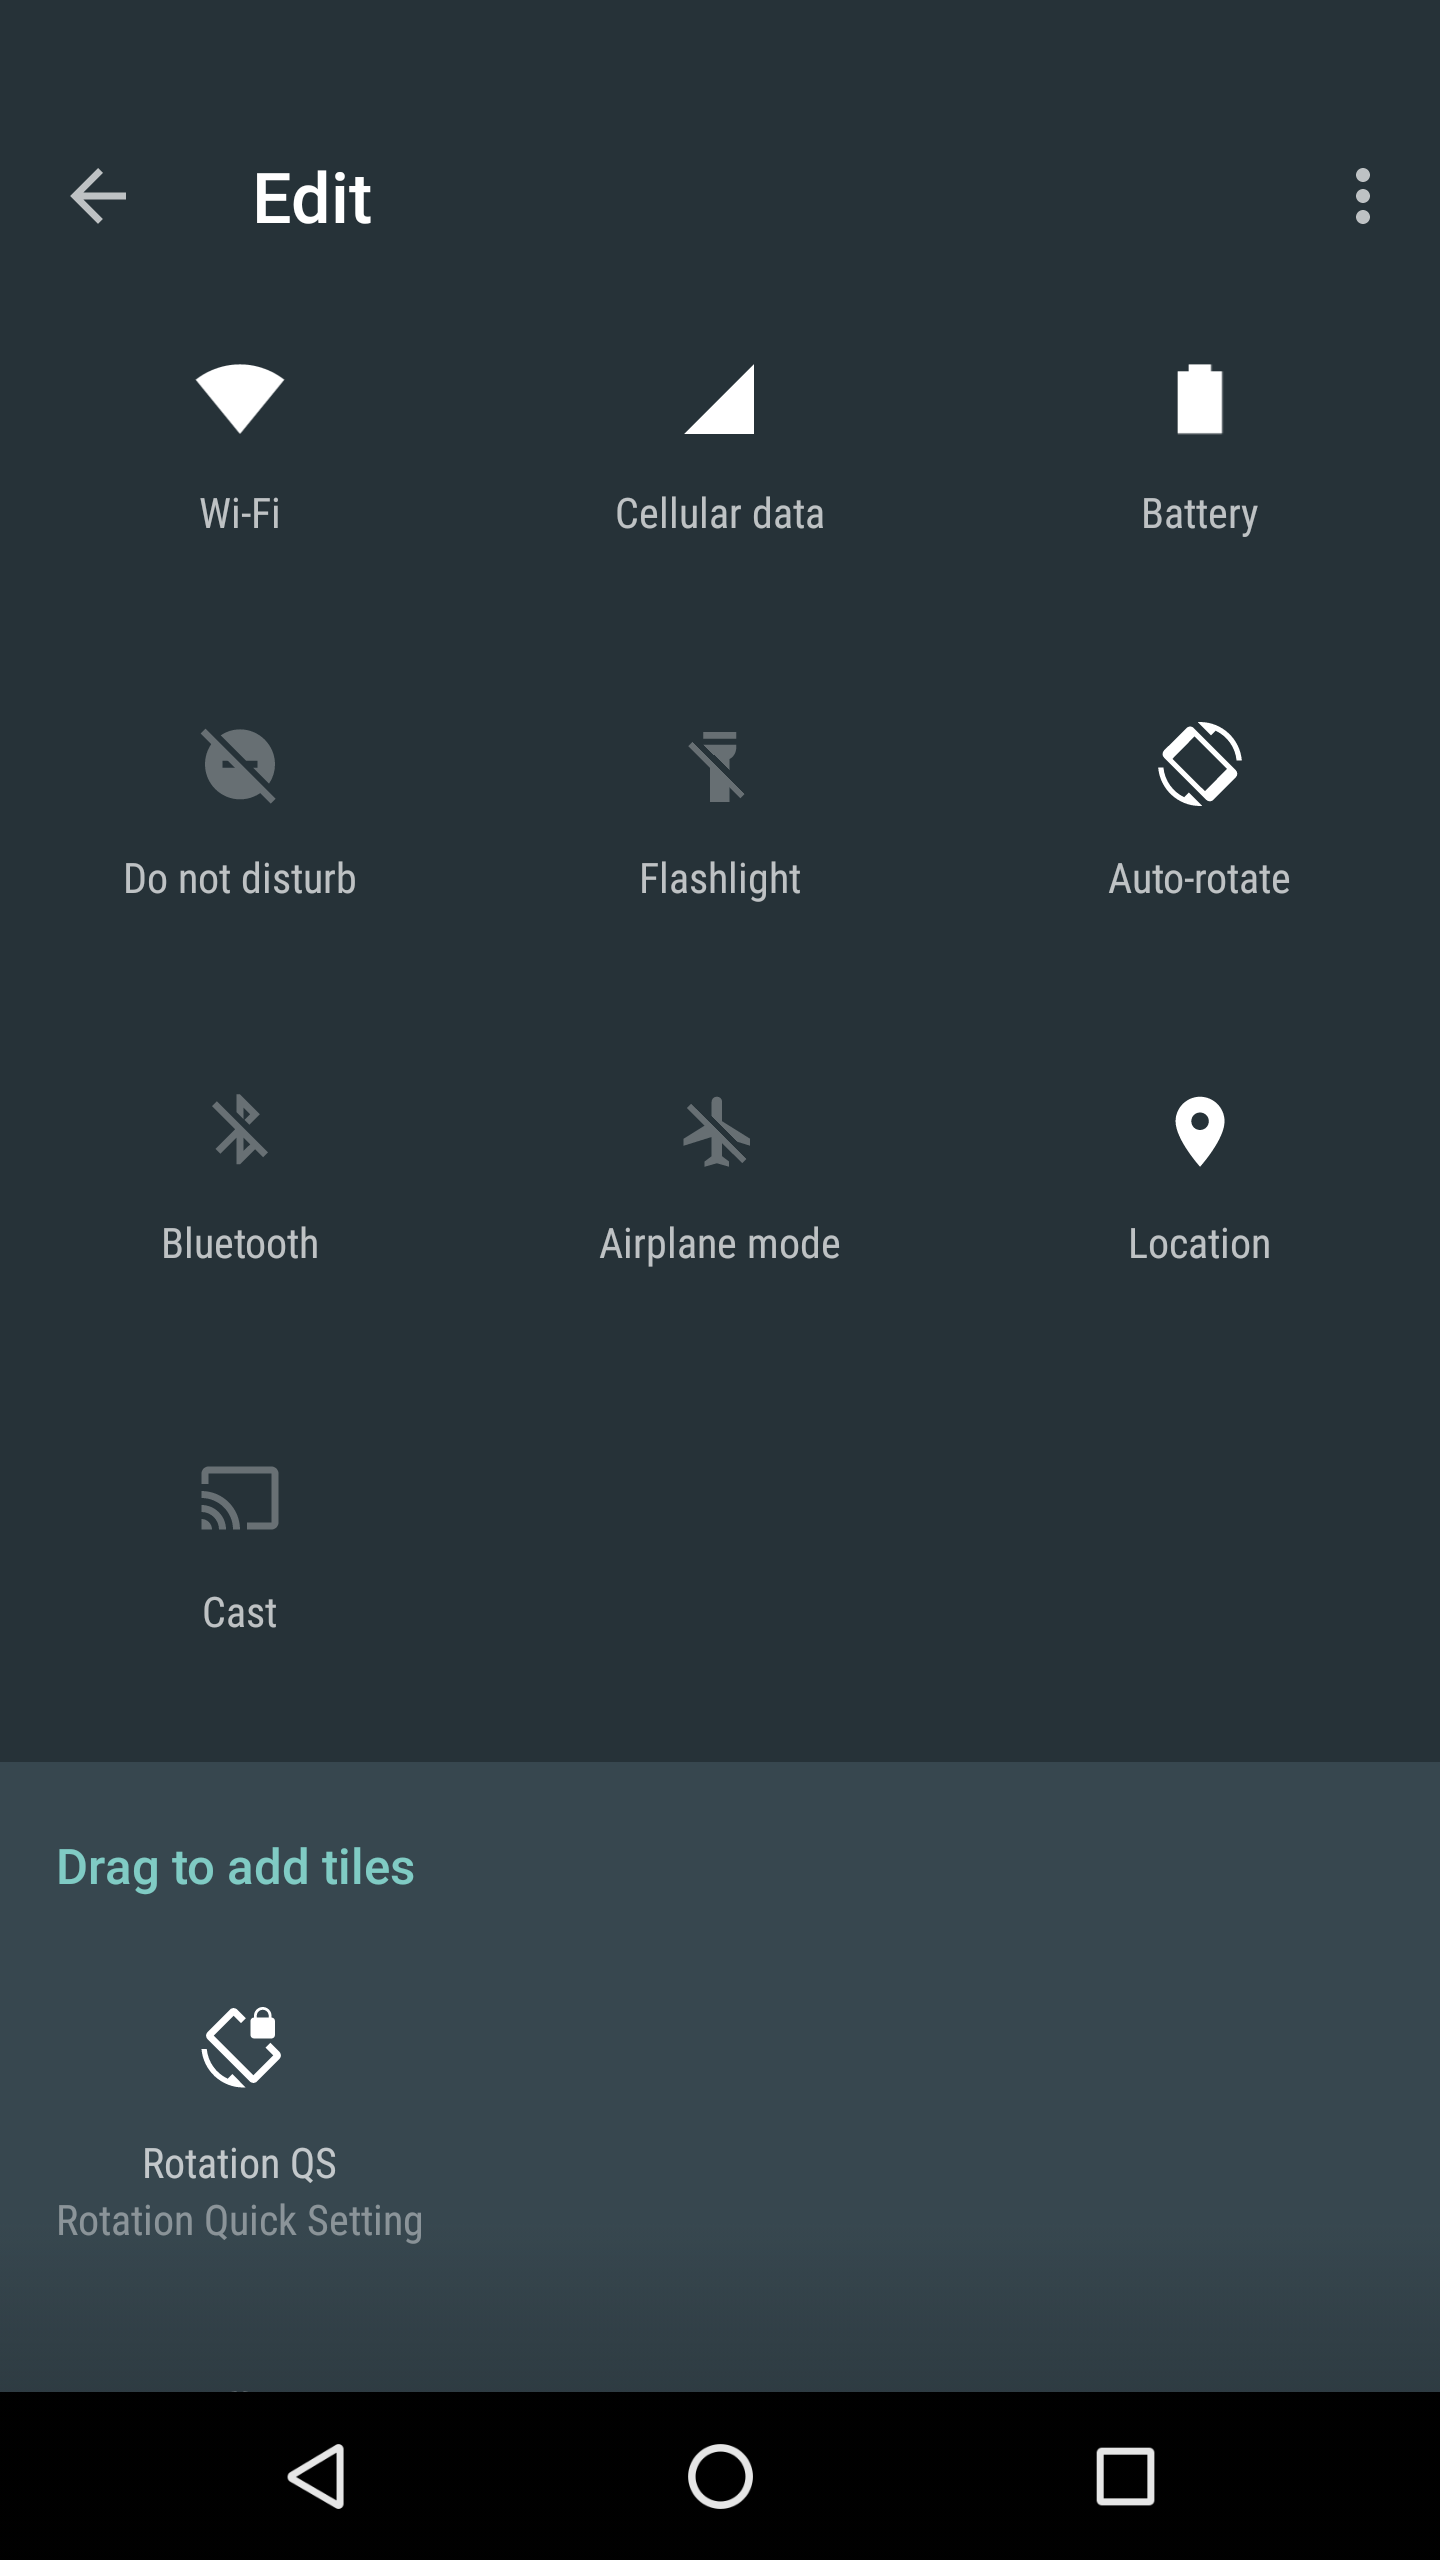 Edit
Wi-Fi
Cellular data
Battery
Do not disturb
Flashlight
Auto-rotate
Bluetooth
Airplane mode
Location
Cast
Drag to add tiles
Rotation QS
Rotation Quick Setting